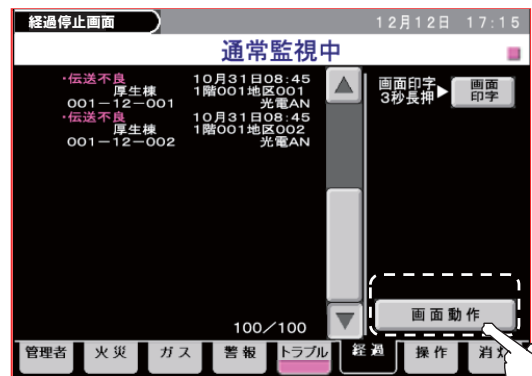 経過停止画面
12月12日 17:15
通常監視中
・伝送不良 10月31日08:45
厚生棟 1階001地区001
001－12－001 光電AN
・伝送不良 10月31日08:45
厚生棟 1階001地区002
001－12－002 光電AN
画面印字
3秒長押
画面
印字
画面動作
100／100
管理者 火災 ガス 警報 トラブル 経過 操作 消